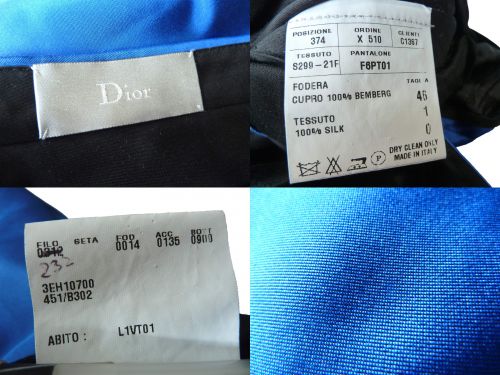 Dior
POSIZIONE ORDINE CLIENTI
374 X 510 C1367
TESSUTO PANTALONE
S299-21F F6PT01
FODERA TAGLA
CUPRO 100% BEMBERG 46
TESSUTO 1
100% SILK 0
DRY CLEAN ONLY
MADE IN ITALY
P
FILO SETA FOD ACC BOTT
0014 0135 0900
23
3EH10700
451/B302
ABITO: L1VT01